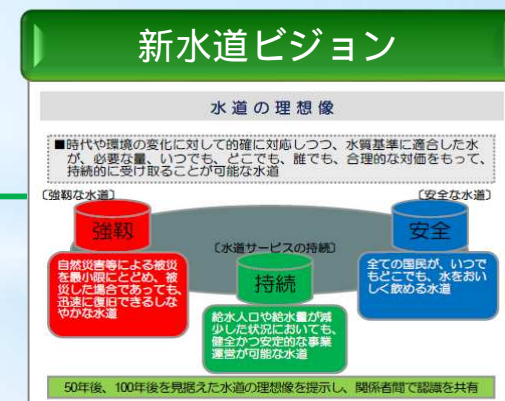 新水道ビジョン
水道の理想像
■時代や環境の変化に対して的確に対応しつつ、水質基準に適合した水
が、必要な量、いつでも、どこでも、誰でも、合理的な対価をもって、
持続的に受け取ることが可能な水道
〔強靱な水道〕
〔安全な水道〕
強靱
安全
〔水道サービスの持続〕
持続
自然災害等による被災
を最小限にとどめ、被
災した場合であっても、
迅速に復旧できるしな
やかな水道
全ての国民が、いつで
もどこでも、水をおい
しく飲める水道
給水人口や給水量が減
少した状況においても、
健全かつ安定的な事業
運営が可能な水道
50年後、100年後を見据えた水道の理想像を提示し、関係者間で認識を共有